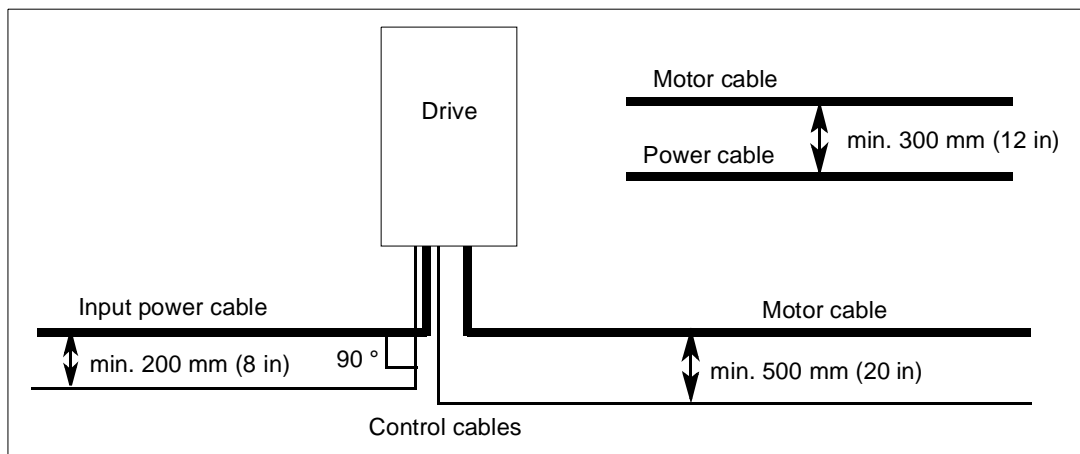 Drive
Motor cable
min. 300 mm (12 in)
Power cable
Input power cable
Motor cable
min. 200 mm (8 in)
90 °
min. 500 mm (20 in)
Control cables